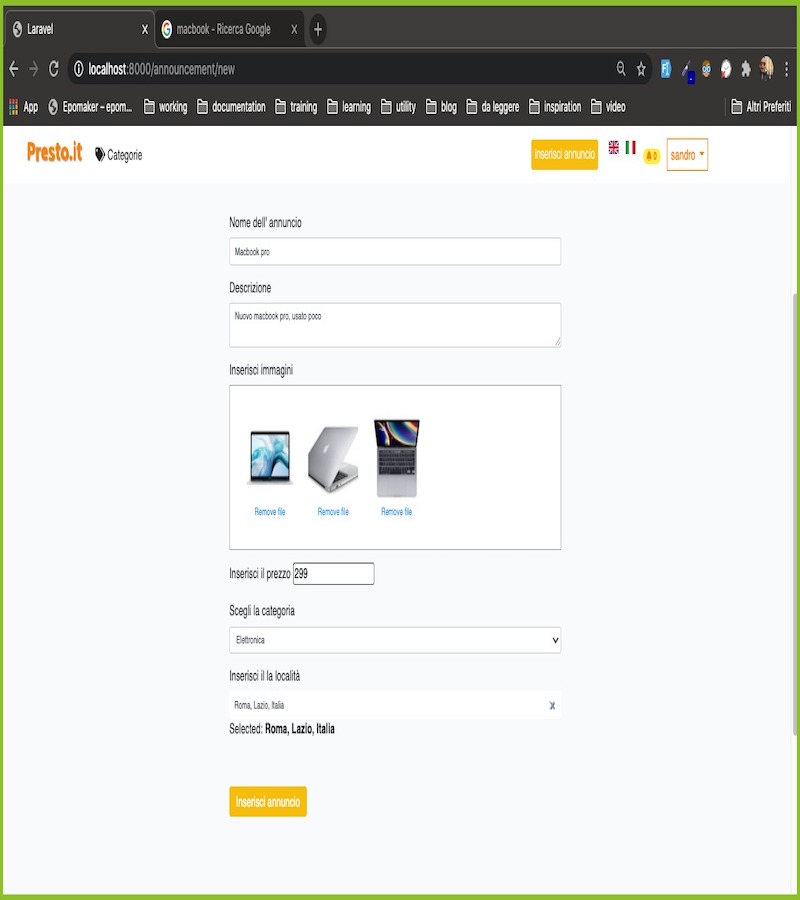 Laravel
macbook - Ricerca Google
localhost:8000/announcement/new
App Epomaker – epom... working documentation training learning utility blog da leggere inspiration video Altri Preferiti
Presto.it Categorie inserisci annuncio 0 sandro
Nome dell' annuncio
Macbook pro
Descrizione
Nuovo macbook pro, usato poco
Inserisci immagini
Remove file Remove file Remove file
Inserisci il prezzo 299
Scegli la categoria
Elettronica
Inserisci il la località
Roma, Lazio, Italia x
Selected: Roma, Lazio, Italia
Inserisci annuncio